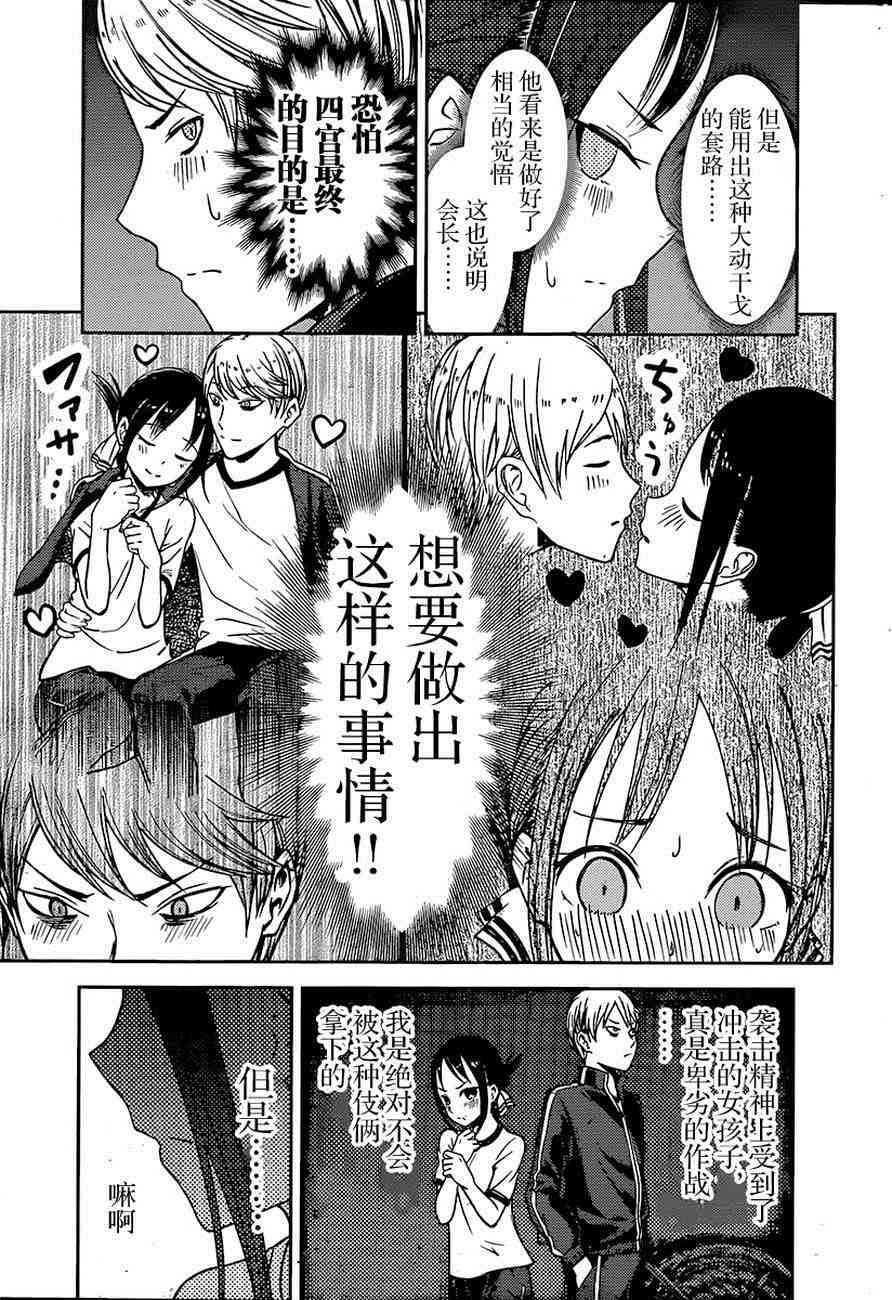 但是
能用出这种大动干戈
的套路……
他看来是做好了
相当的觉悟
这也说明
会长……
恐怕
四宫最终
的目的是……
ちゅう
ファサ…
想要做出
这样的事情!!
袭击精神上受到了
冲击的女孩子,
真是卑劣的作战
……
我是绝对不会
被这种伎俩
拿下的
但是………
嘛啊